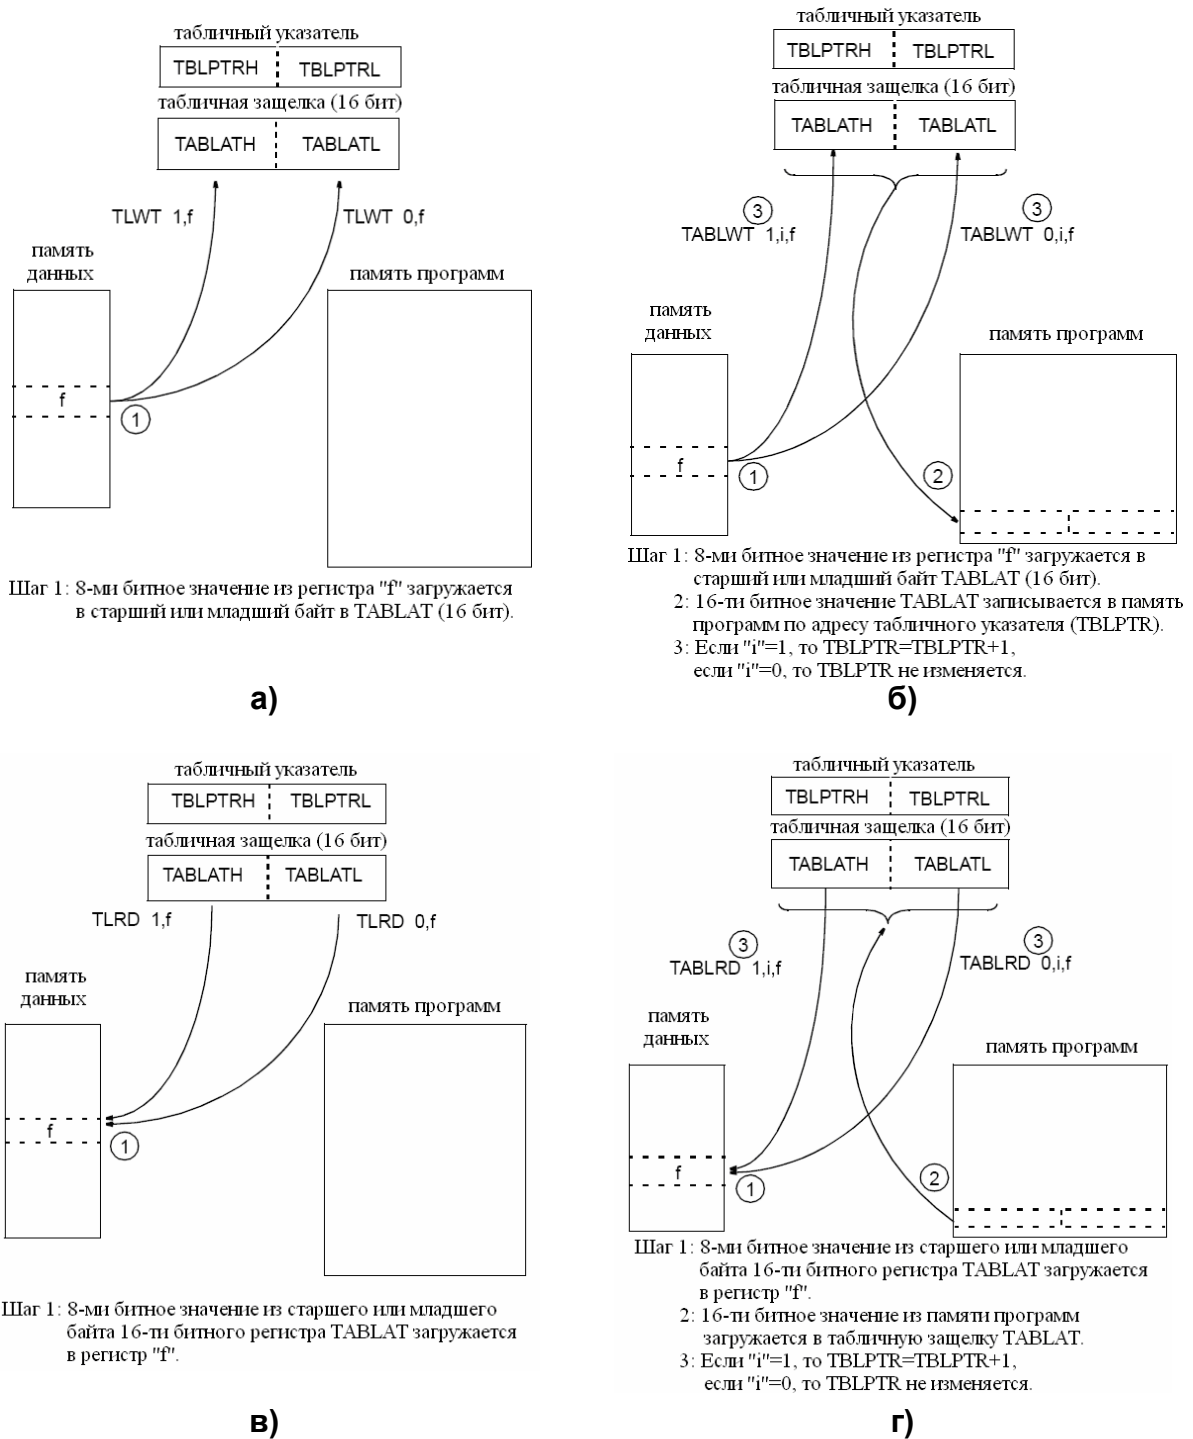 табличный указатель
TBLPTRH TBLPTRL
табличная защелка (16 бит)
TABLATH TABLATL
TLWT 1,f TLWT 0,f
память
данных
память программ
f
1
Шаг 1: 8-ми битное значение из регистра "f" загружается
в старший или младший байт в TABLAT (16 бит).
а)
табличный указатель
TBLPTRH TBLPTRL
табличная защелка (16 бит)
TABLATH TABLATL
3 3
TABLWT 1,i,f TABLWT 0,i,f
память
данных
память программ
f
1
2
Шаг 1: 8-ми битное значение из регистра "f" загружается в
старший или младший байт TABLAT (16 бит).
2: 16-ти битное значение TABLAT записывается в память
программ по адресу табличного указателя (TBLPTR).
3: Если "i"=1, то TBLPTR=TBLPTR+1,
если "i"=0, то TBLPTR не изменяется.
б)
табличный указатель
TBLPTRH TBLPTRL
табличная защелка (16 бит)
TABLATH TABLATL
TLRD 1,f TLRD 0,f
память
данных
память программ
f
1
Шаг 1: 8-ми битное значение из старшего или младшего
байта 16-ти битного регистра TABLAT загружается
в регистр "f".
в)
табличный указатель
TBLPTRH TBLPTRL
табличная защелка (16 бит)
TABLATH TABLATL
3 3
TABLRD 1,i,f TABLRD 0,i,f
память
данных
память программ
f
1
2
Шаг 1: 8-ми битное значение из старшего или младшего
байта 16-ти битного регистра TABLAT загружается
в регистр "f".
2: 16-ти битное значение из памяти программ
загружается в табличную защелку TABLAT.
3: Если "i"=1, то TBLPTR=TBLPTR+1,
если "i"=0, то TBLPTR не изменяется.
г)